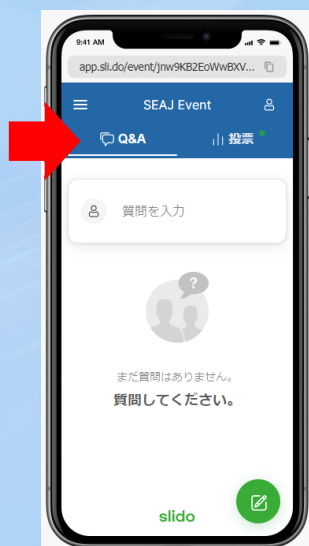 9:41 AM
app.sli.do/event/jnw9KB2EoWwBXV...
SEAJ Event
Q&A
投票
質問を入力
?
まだ質問はありません。
質問してください。
slido